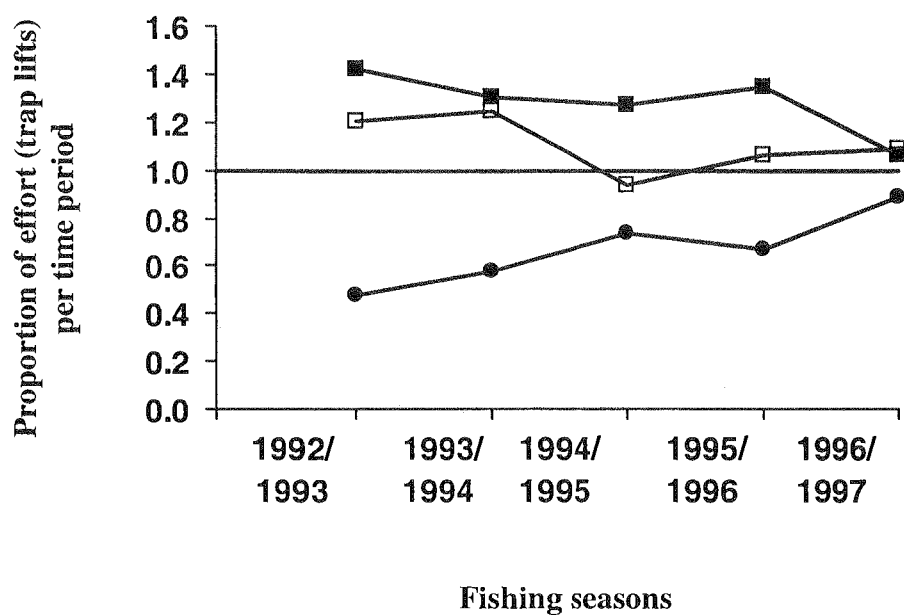 Proportion of effort (trap lifts)
per time period
1.6
1.4
1.2
1.0
0.8
0.6
0.4
0.2
0.0
1992/ 1993/ 1994/ 1995/ 1996/
1993 1994 1995 1996 1997
Fishing seasons